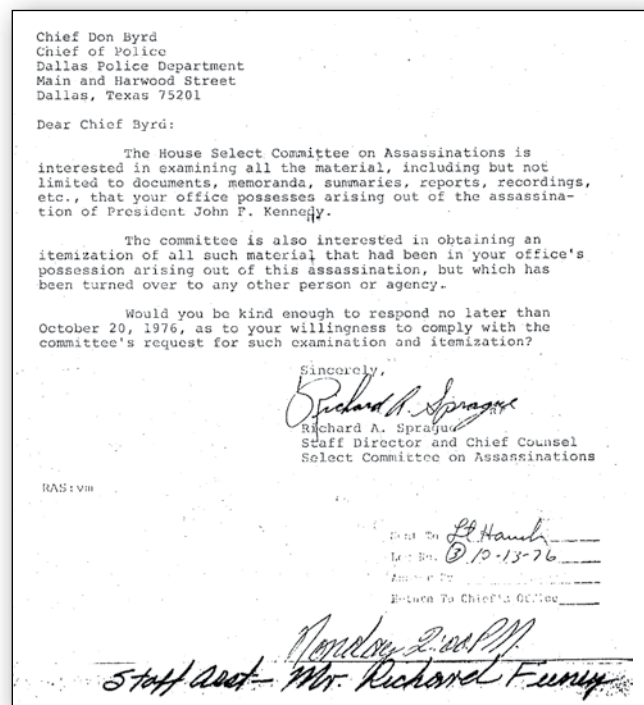 Chief Don Byrd
Chief of Police
Dallas Police Department
Main and Harwood Street
Dallas, Texas 75201
Dear Chief Byrd:
The House Select Committee on Assassinations is
interested in examining all the material, including but not
limited to documents, memoranda, summaries, reports, recordings,
etc., that your office possesses arising out of the assassina-
tion of President John F. Kennedy.
The committee is also interested in obtaining an
itemization of all such material that had been in your office's
possession arising out of this assassination, but which has
been turned over to any other person or agency.
Would you be kind enough to respond no later than
October 20, 1976, as to your willingness to comply with the
committee's request for such examination and itemization?
Sincerely,
Richard A. Sprague
Richard A. Sprague
Staff Director and Chief Counsel
Select Committee on Assassinations
RAS:vm
Sent To Lt
Log No. 3 10-13-76
Answer By
Return To Chief's Office
Monday 2:00 P.M.
Staff Asst - Mr. Richard Feeney